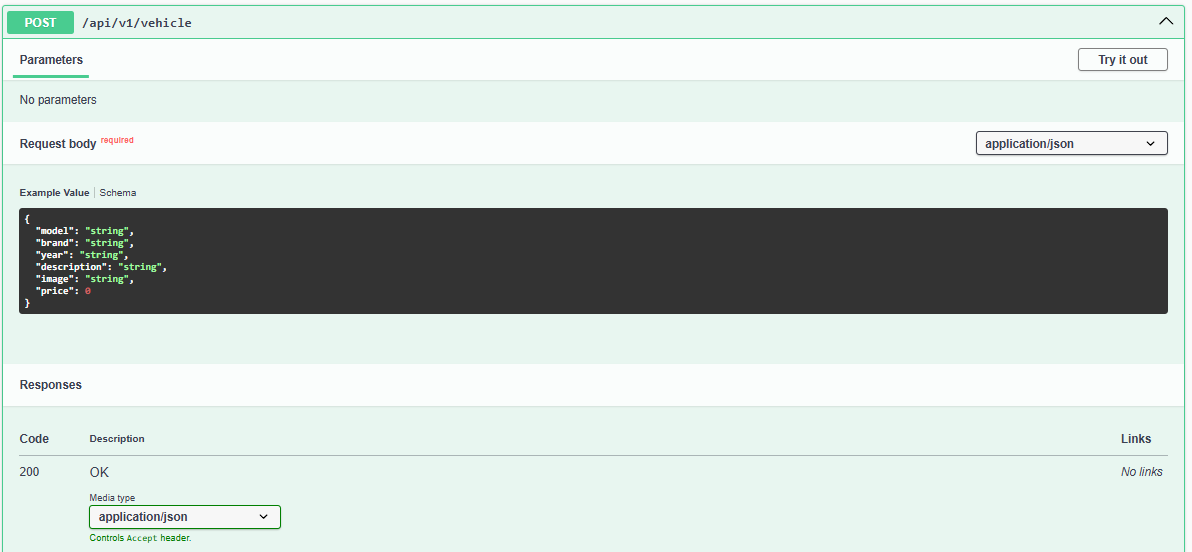 POST /api/v1/vehicle
Parameters Try it out
No parameters
Request body required application/json
Example Value | Schema
{
"model": "string",
"brand": "string",
"year": "string",
"description": "string",
"image": "string",
"price": 0
}
Responses
Code Description Links
200 OK No links
Media type
application/json
Controls Accept header.